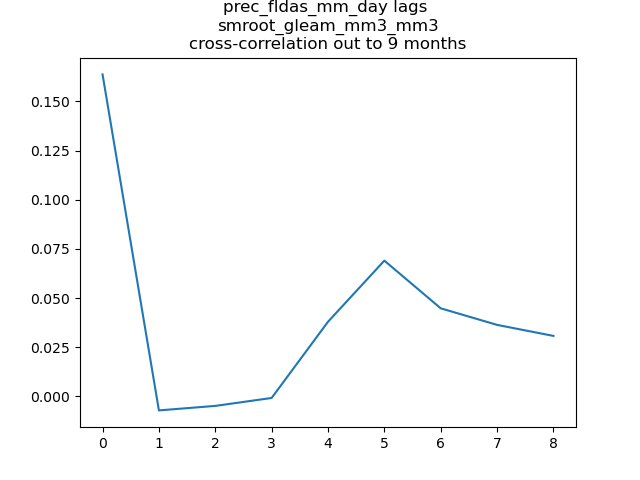 prec_fldas_mm_day lags
smroot_gleam_mm3_mm3
cross-correlation out to 9 months
0.150
0.125
0.100
0.075
0.050
0.025
0.000
0 1 2 3 4 5 6 7 8